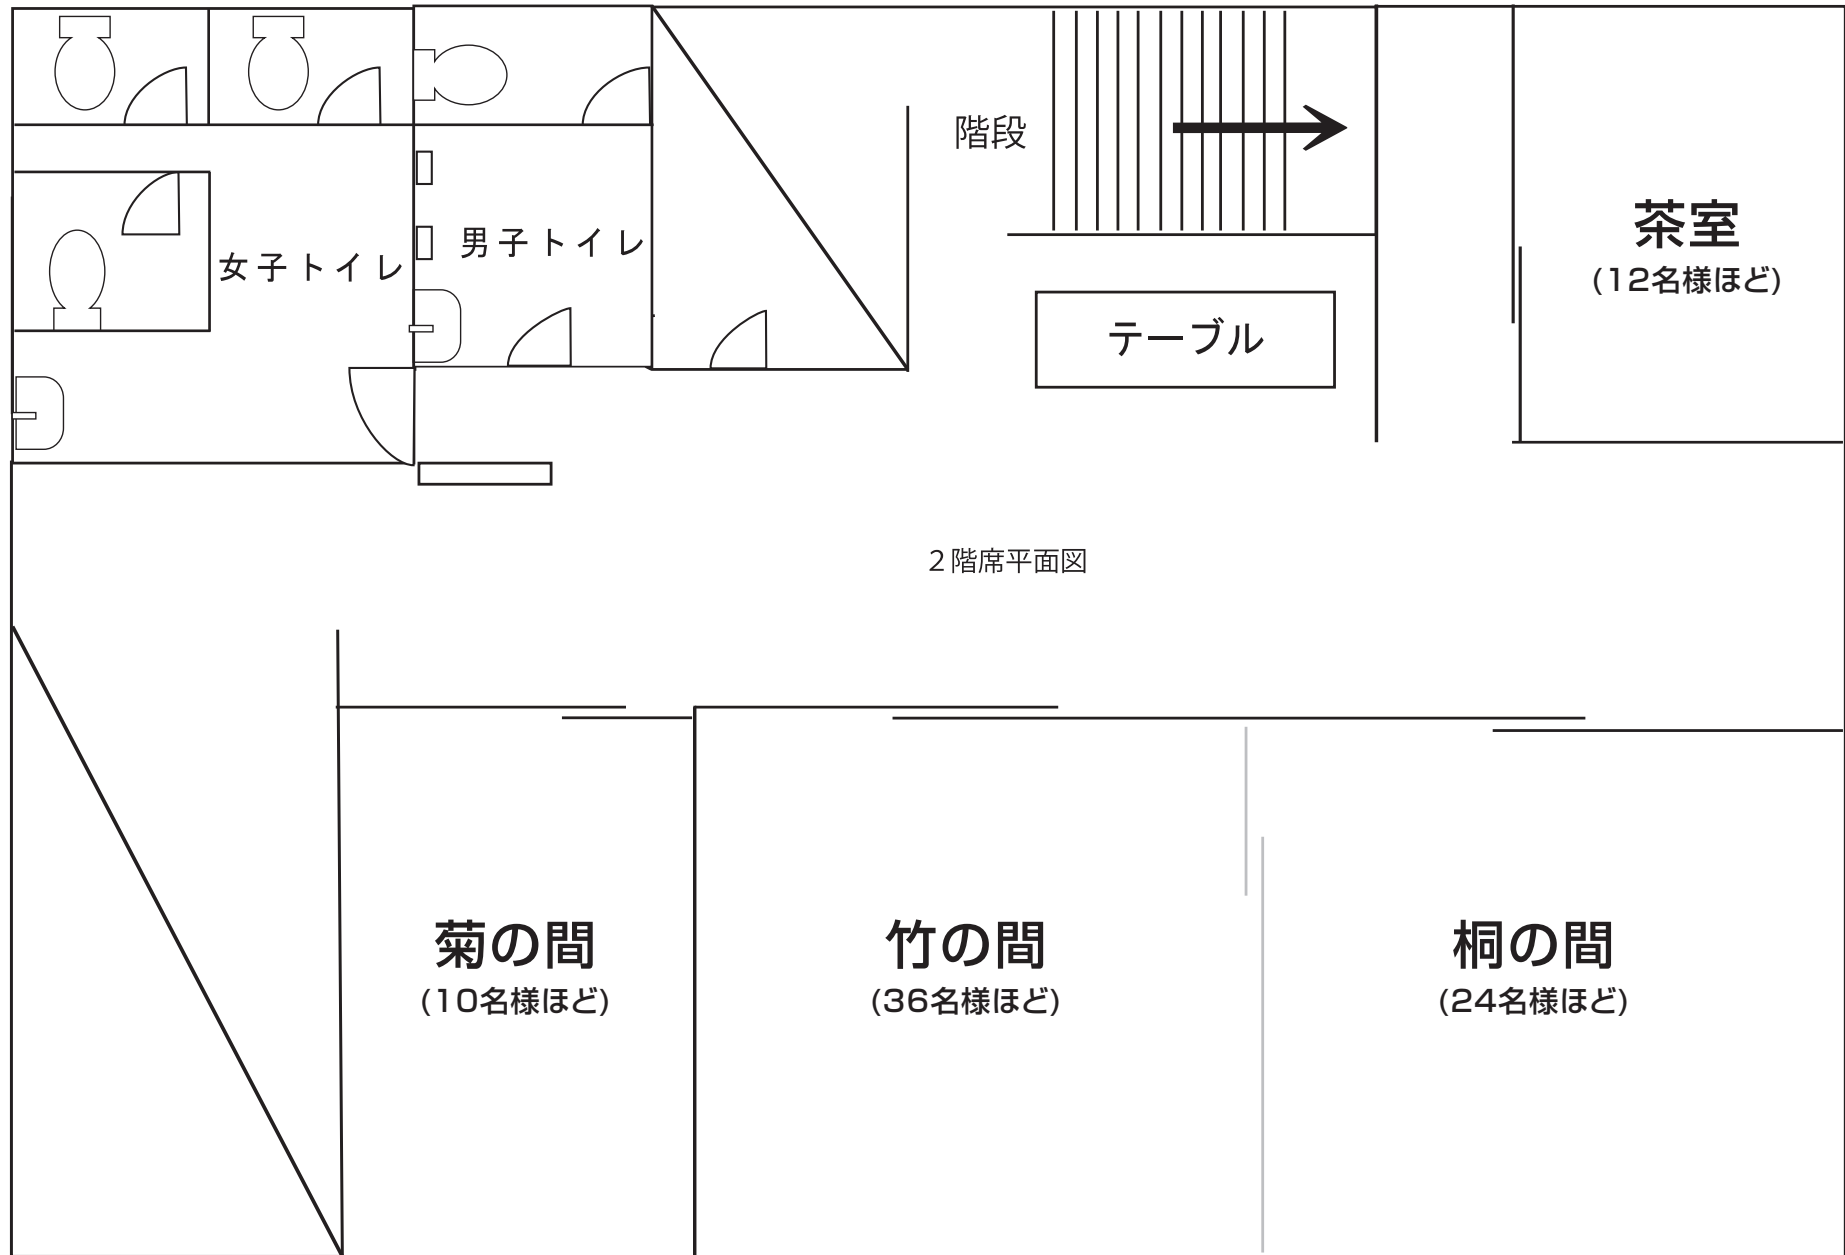 階段
茶室
(12名様ほど)
女子トイレ
男子トイレ
テーブル
２階席平面図
菊の間
(10名様ほど)
竹の間
(36名様ほど)
桐の間
(24名様ほど)